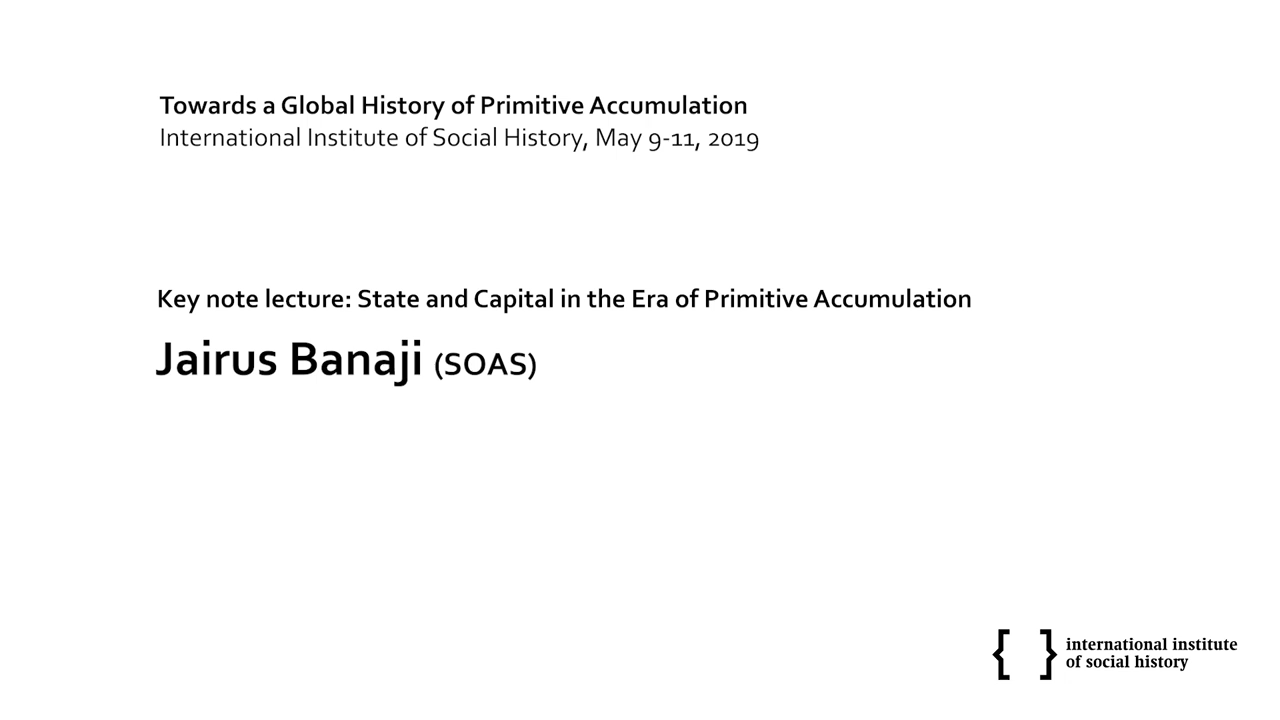 Towards a Global History of Primitive Accumulation
International Institute of Social History, May 9-11, 2019
Key note lecture: State and Capital in the Era of Primitive Accumulation
Jairus Banaji (SOAS)
{ } international institute
of social history